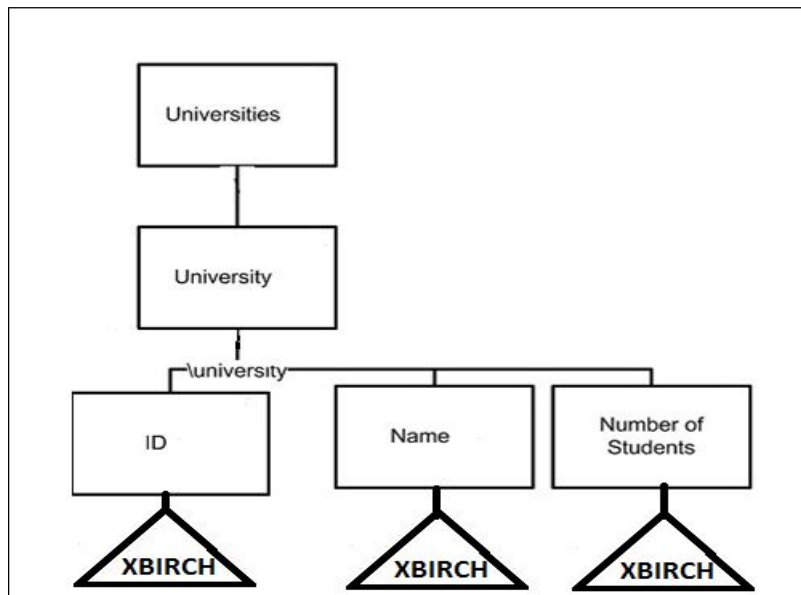 Universities
University
\university
ID
Name
Number of
Students
XBIRCH
XBIRCH
XBIRCH